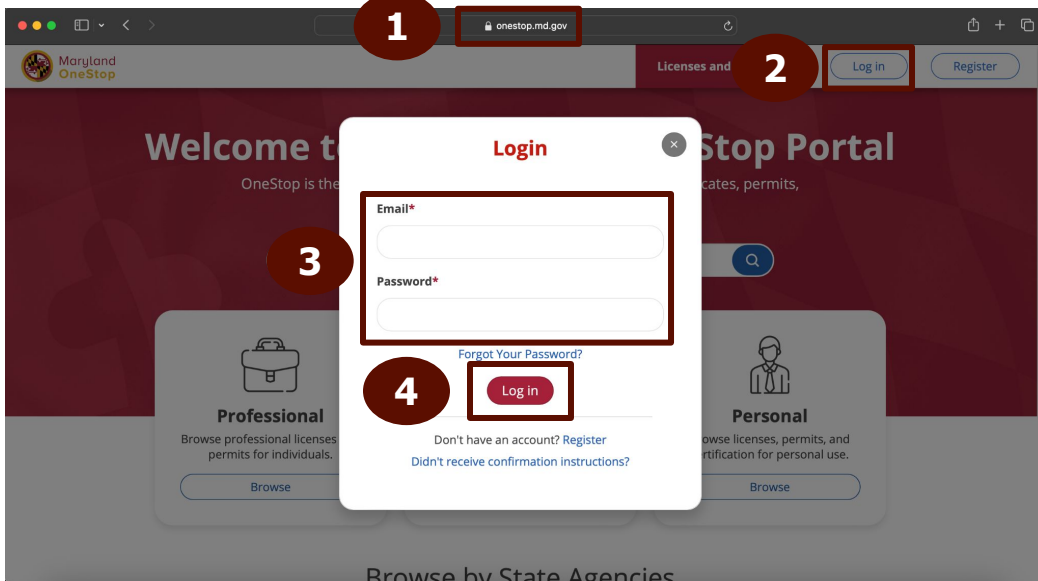 1
onestop.md.gov
Maryland
OneStop
Licenses and
2
Log in
Register
Welcome t
Stop Portal
OneStop is the
cates, permits,
Login
Email*
3
Password*
Forgot Your Password?
4
Log in
Don't have an account? Register
Didn't receive confirmation instructions?
Professional
Browse professional licenses
permits for individuals.
Browse
Personal
owse licenses, permits, and
rtification for personal use.
Browse
Browse by State Agencies